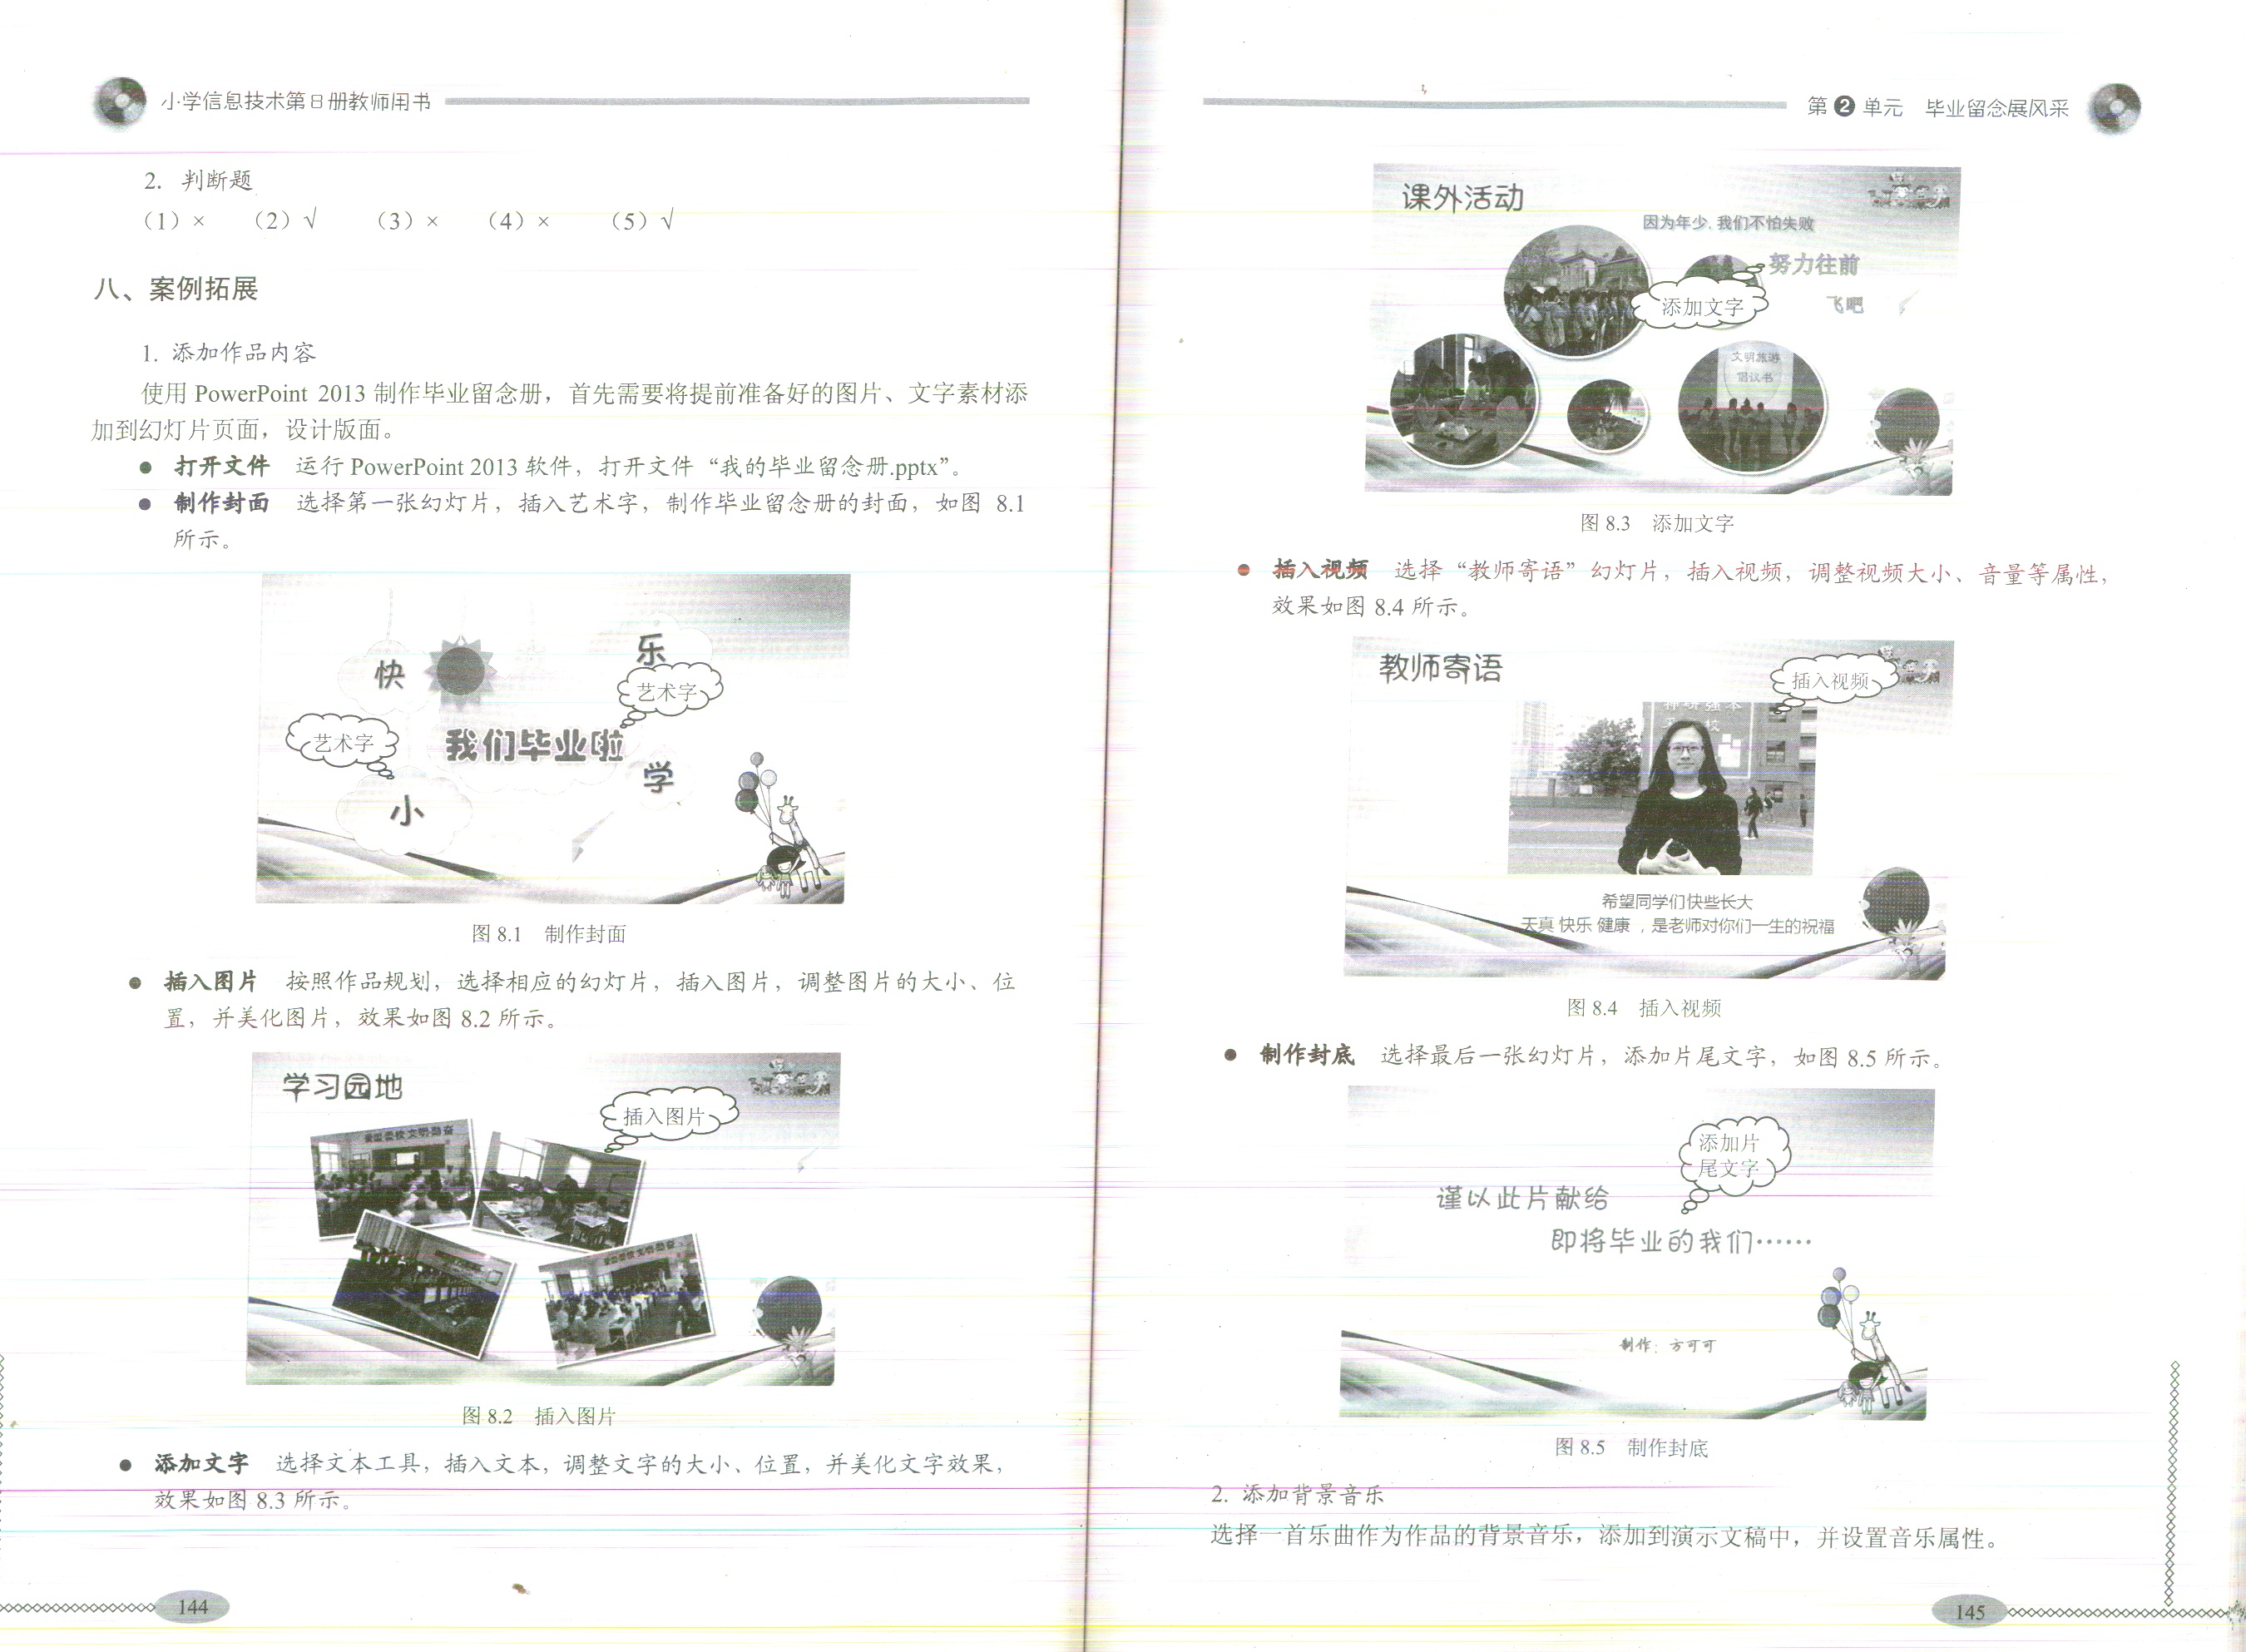 小学信息技术第8册教师用书
2. 判断题
（1）× （2）√ （3）× （4）× （5）√
八、案例拓展
1. 添加作品内容
使用 PowerPoint 2013 制作毕业留念册，首先需要将提前准备好的图片、文字素材添
加到幻灯片页面，设计版面。
● 打开文件 运行 PowerPoint 2013 软件，打开文件“我的毕业留念册.pptx”。
● 制作封面 选择第一张幻灯片，插入艺术字，制作毕业留念册的封面，如图 8.1
所示。
快
乐
艺术字
艺术字
我们毕业啦
学
小
图 8.1 制作封面
● 插入图片 按照作品规划，选择相应的幻灯片，插入图片，调整图片的大小、位
置，并美化图片，效果如图 8.2 所示。
学习园地
插入图片
图 8.2 插入图片
● 添加文字 选择文本工具，插入文本，调整文字的大小、位置，并美化文字效果，
效果如图 8.3 所示。
144
第2单元 毕业留念展风采
课外活动
因为年少，我们不怕失败
努力往前
添加文字
飞吧
文明旅游
倡议书
图 8.3 添加文字
● 插入视频 选择“教师寄语”幻灯片，插入视频，调整视频大小、音量等属性，
效果如图 8.4 所示。
教师寄语
插入视频
希望同学们快些长大
天真 快乐 健康 ，是老师对你们一生的祝福
图 8.4 插入视频
● 制作封底 选择最后一张幻灯片，添加片尾文字，如图 8.5 所示。
添加片
尾文字
谨以此片献给
即将毕业的我们……
制作：方可可
图 8.5 制作封底
2. 添加背景音乐
选择一首乐曲作为作品的背景音乐，添加到演示文稿中，并设置音乐属性。
145